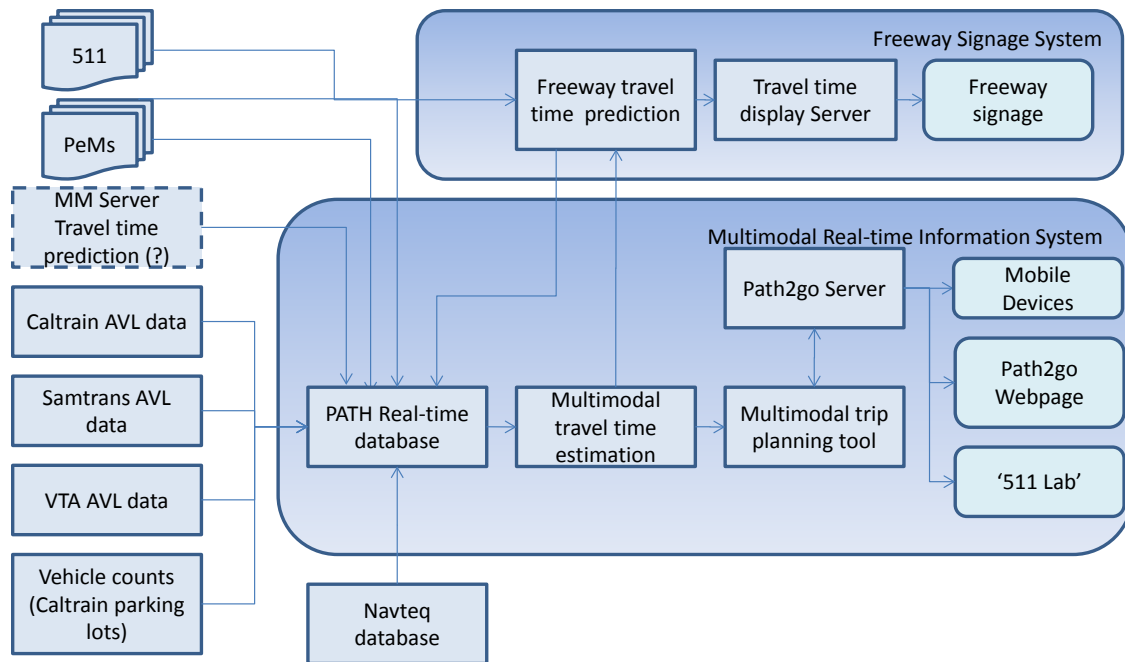 511
PeMs
MM Server
Travel time
prediction (?)
Caltrain AVL data
Samtrans AVL
data
VTA AVL data
Vehicle counts
(Caltrain parking
lots)
Freeway Signage System
Freeway travel
time prediction
Travel time
display Server
Freeway
signage
Multimodal Real-time Information System
Path2go Server
Mobile
Devices
Path2go
Webpage
‘511 Lab’
PATH Real-time
database
Multimodal
travel time
estimation
Multimodal trip
planning tool
Navteq
database